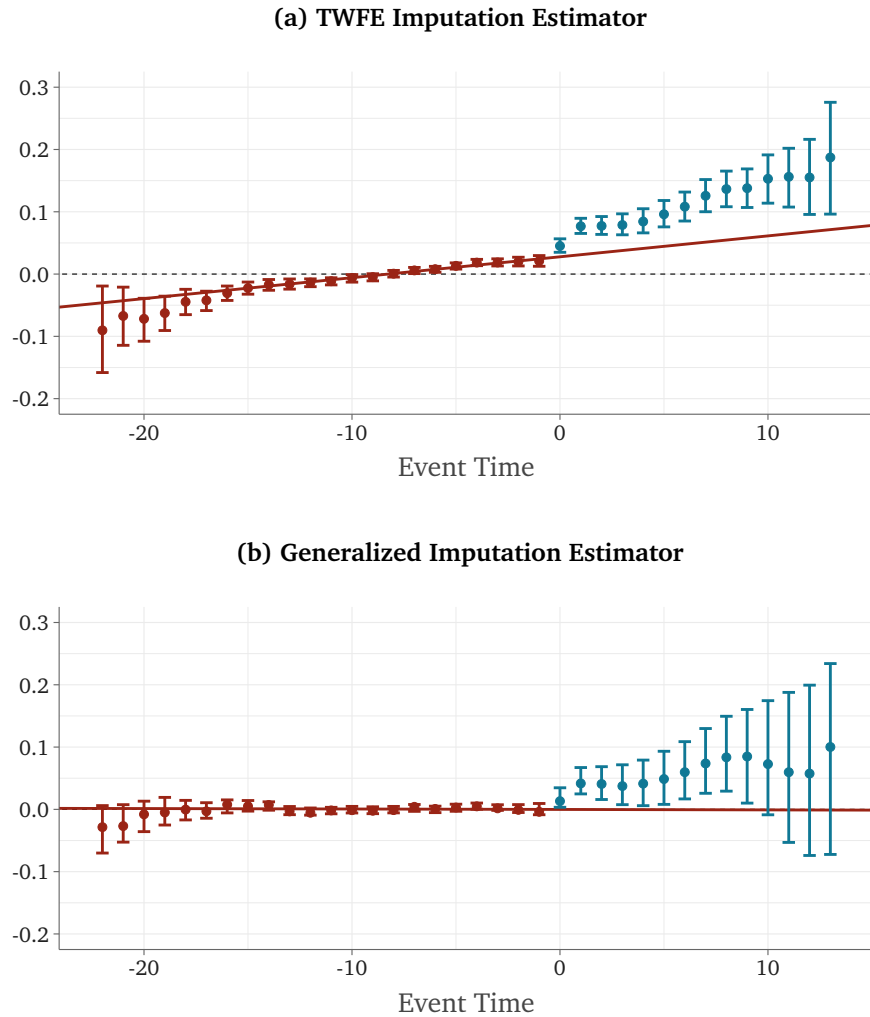 (a) TWFE Imputation Estimator
0.3
0.2
0.1
0.0
-0.1
-0.2
-20 -10 0 10
Event Time
(b) Generalized Imputation Estimator
0.3
0.2
0.1
0.0
-0.1
-0.2
-20 -10 0 10
Event Time